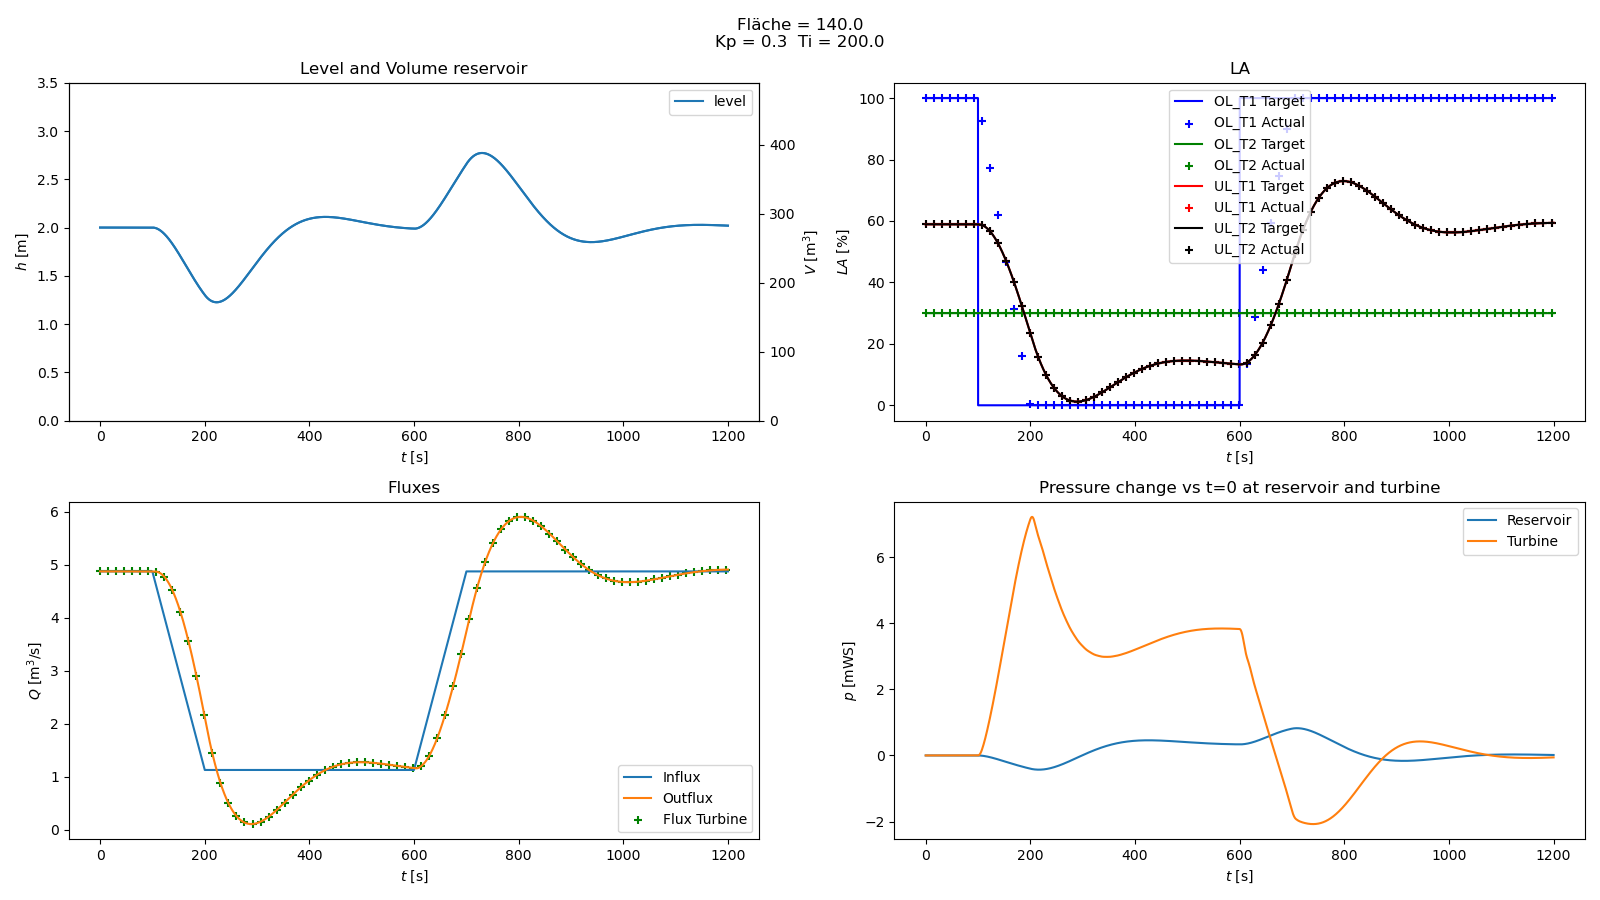 Fläche = 140.0
Kp = 0.3 Ti = 200.0
Level and Volume reservoir
level
3.5
3.0
2.5
2.0
1.5
1.0
0.5
0.0
h [m]
400
300
200
100
0
V [m³]
0 200 400 600 800 1000 1200
t [s]
LA
OL_T1 Target
OL_T1 Actual
OL_T2 Target
OL_T2 Actual
UL_T1 Target
UL_T1 Actual
UL_T2 Target
UL_T2 Actual
100
80
60
40
20
0
LA [%]
0 200 400 600 800 1000 1200
t [s]
Fluxes
6
5
4
3
2
1
0
Q [m³/s]
Influx
Outflux
Flux Turbine
0 200 400 600 800 1000 1200
t [s]
Pressure change vs t=0 at reservoir and turbine
Reservoir
Turbine
6
4
2
0
−2
p [mWS]
0 200 400 600 800 1000 1200
t [s]